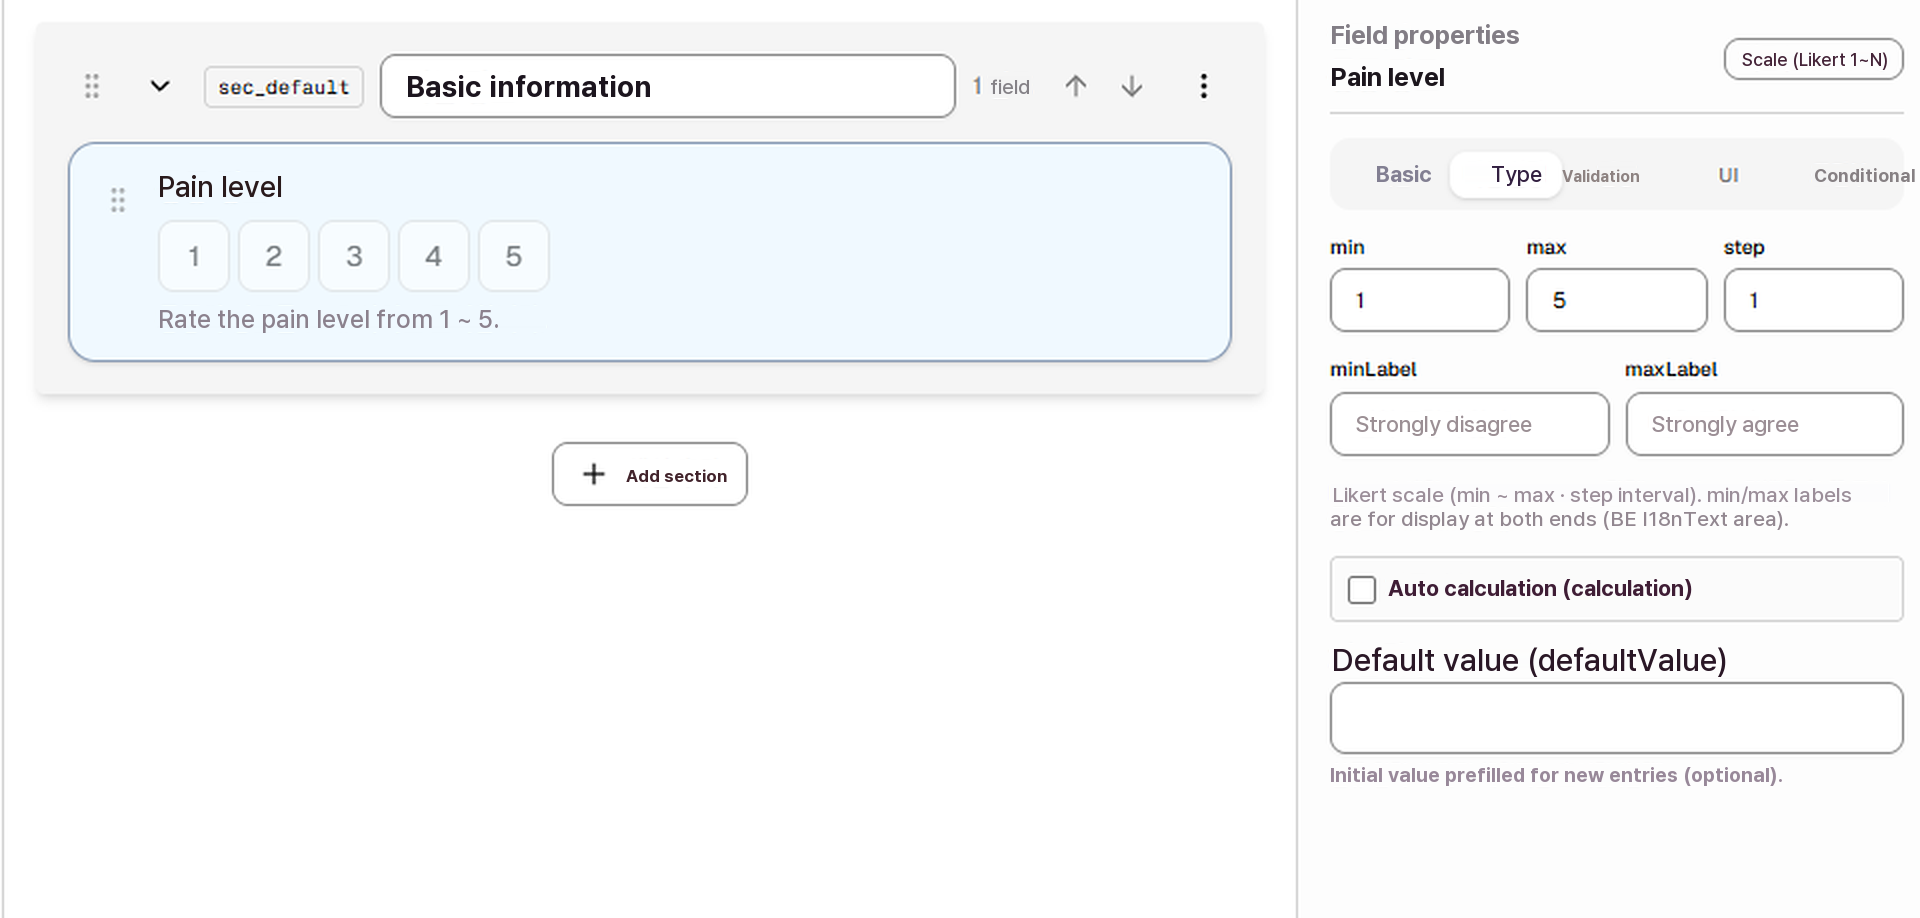 sec_default
Basic information
1 field
Pain level
1 2 3 4 5
Rate the pain level from 1 ~ 5.
Add section
Field properties
Pain level
Scale (Likert 1~N)
Basic Type Validation UI Conditional
min max step
1 5 1
minLabel maxLabel
Strongly disagree Strongly agree
Likert scale (min ~ max · step interval). min/max labels
are for display at both ends (BE I18nText area).
Auto calculation (calculation)
Default value (defaultValue)
Initial value prefilled for new entries (optional).